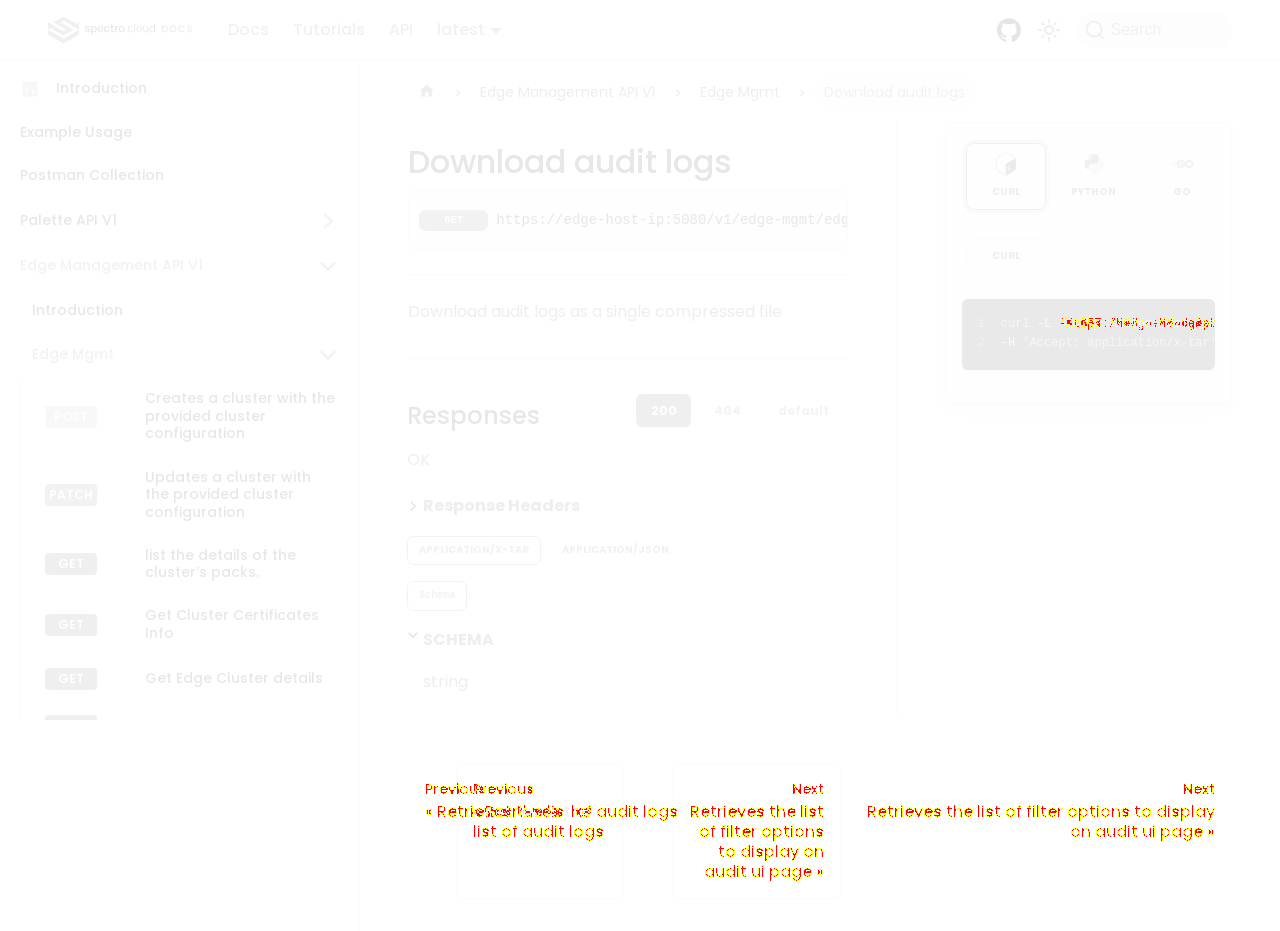 spectro cloud DOCS
Docs
Tutorials
API
latest
Search
Introduction
Example Usage
Postman Collection
Palette API V1
Edge Management API V1
Introduction
Edge Mgmt
POST
Creates a cluster with the
provided cluster
configuration
PATCH
Updates a cluster with
the provided cluster
configuration
GET
list the details of the
cluster's packs.
GET
Get Cluster Certificates
Info
GET
Get Edge Cluster details
Edge Management API V1
Edge Mgmt
Download audit logs
Download audit logs
GET https://edge-host-ip:5080/v1/edge-mgmt/edg
Download audit logs as a single compressed file
Responses
200
404
default
OK
Response Headers
APPLICATION/X-TAR
APPLICATION/JSON
Schema
SCHEMA
string
CURL
PYTHON
GO
CURL
1 curl -L
2 -H 'Accept: application/x-tar'
Previous
Previous
« Retrieves list audit logs
list of audit logs
Next
Retrieves the list
of filter options
to display on
audit ui page »
Next
Retrieves the list of filter options to display
on audit ui page »